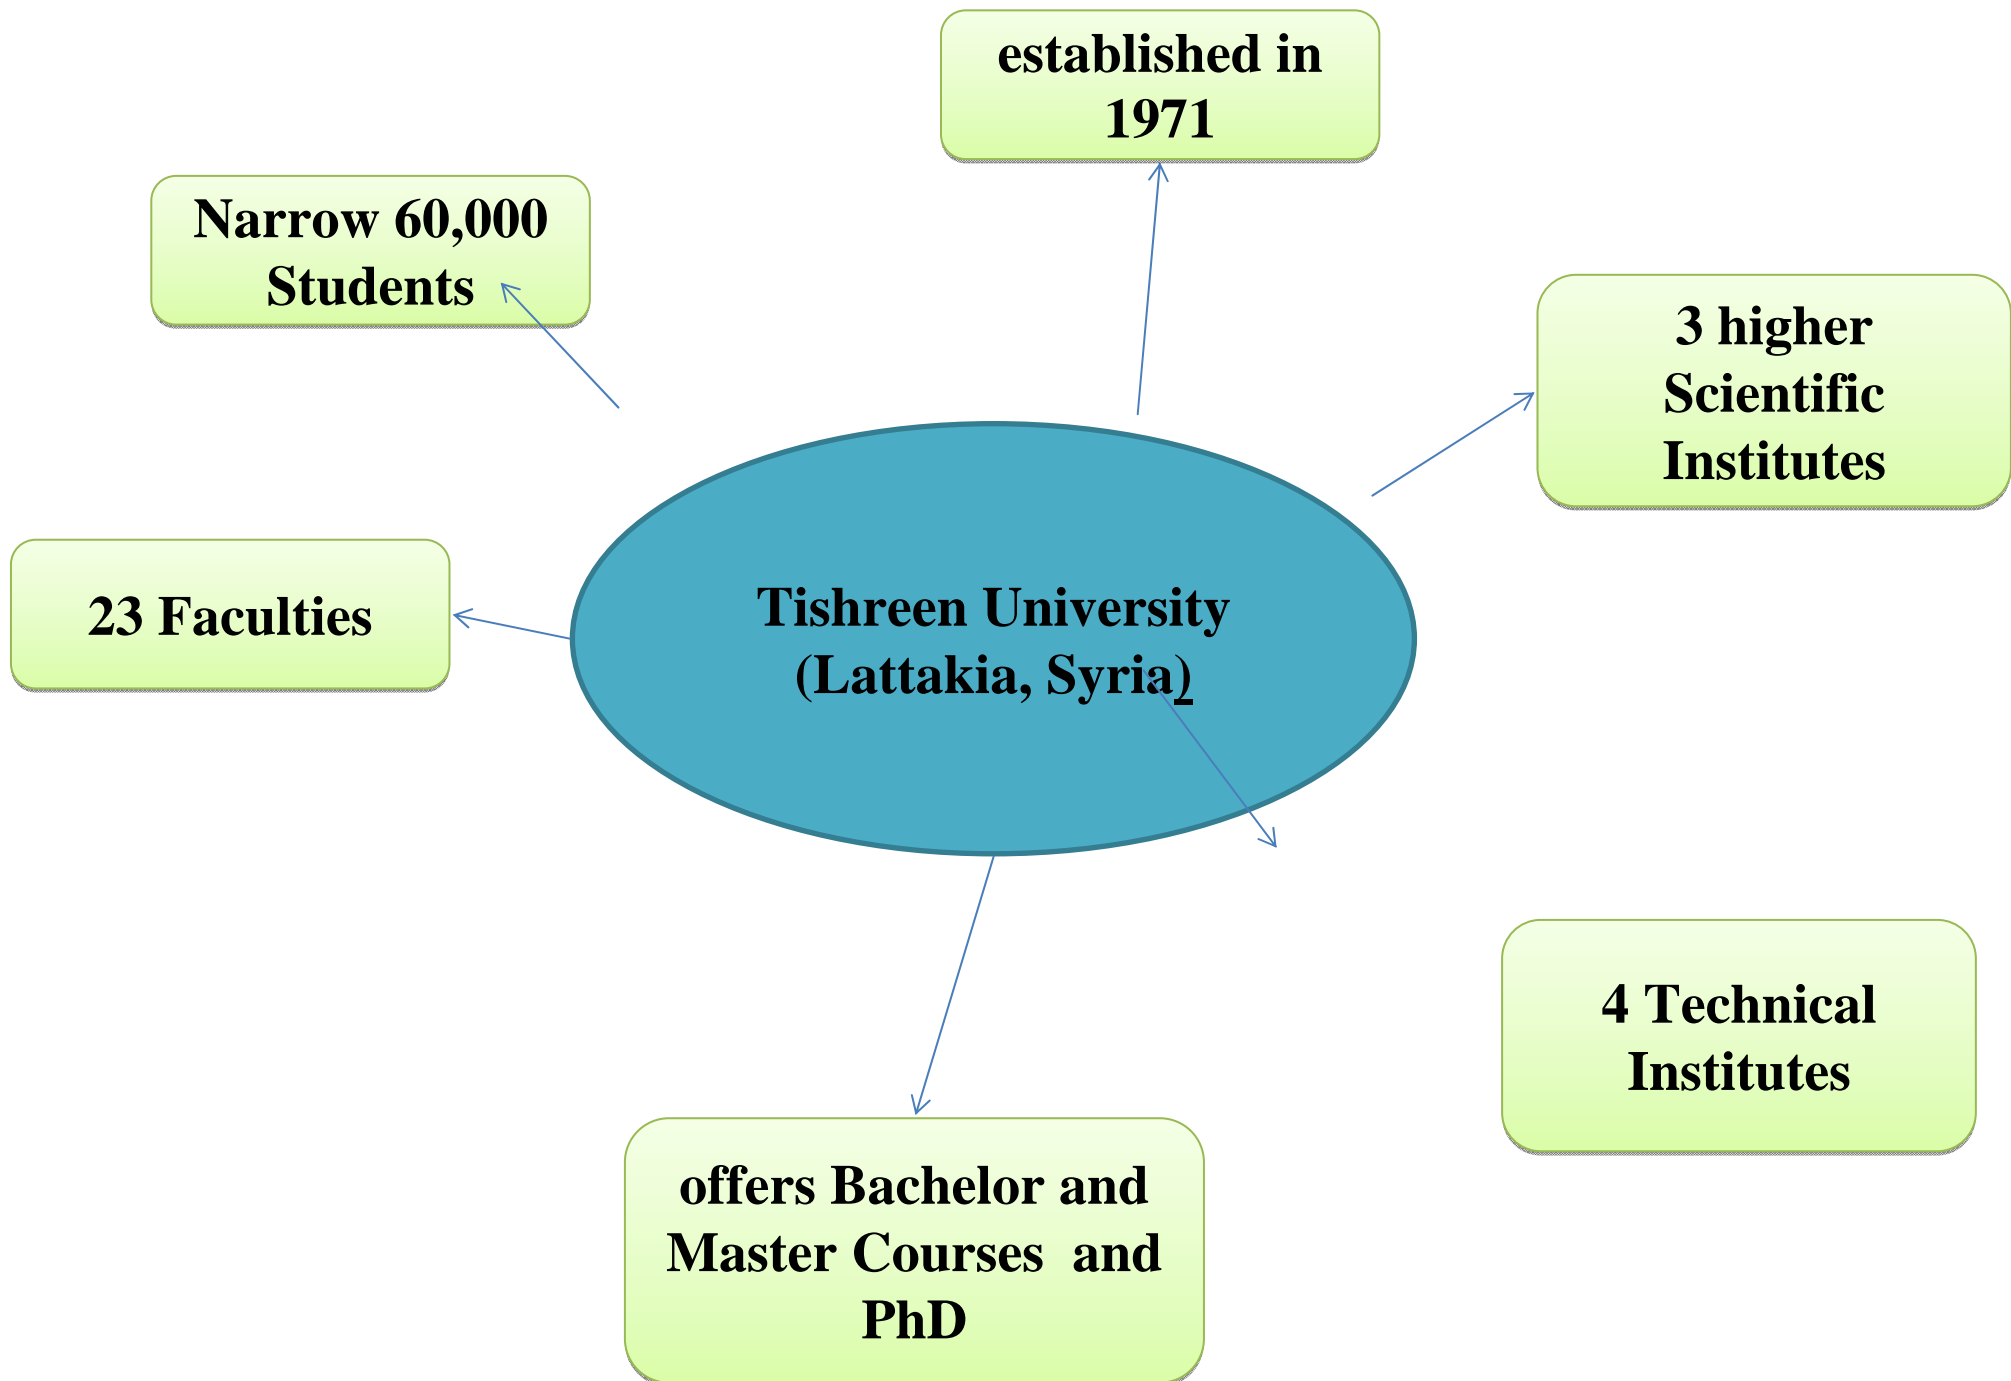 established in
1971
Narrow 60,000
Students
3 higher
Scientific
Institutes
23 Faculties
Tishreen University
(Lattakia, Syria)
4 Technical
Institutes
offers Bachelor and
Master Courses  and
PhD